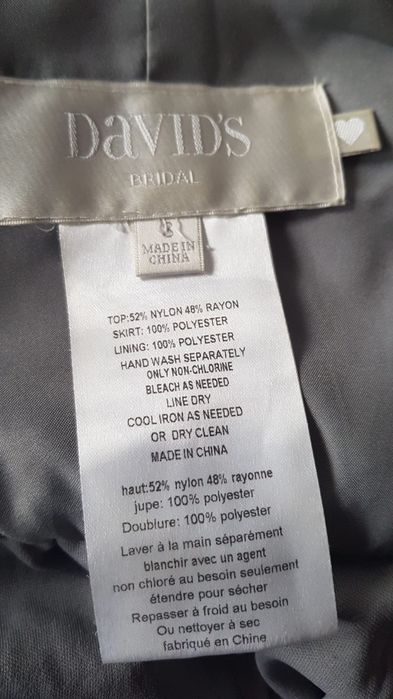 DAVID'S
BRIDAL
MADE IN
CHINA
TOP:52% NYLON 48% RAYON
SKIRT: 100% POLYESTER
LINING: 100% POLYESTER
HAND WASH SEPARATELY
ONLY NON-CHLORINE
BLEACH AS NEEDED
LINE DRY
COOL IRON AS NEEDED
OR DRY CLEAN
MADE IN CHINA
haut:52% nylon 48% rayonne
jupe: 100% polyester
Doublure: 100% polyester
Laver à la main séparément
blanchir avec un agent
non chloré au besoin seulement
étendre pour sécher
Repasser à froid au besoin
Ou nettoyer à sec
fabriqué en Chine